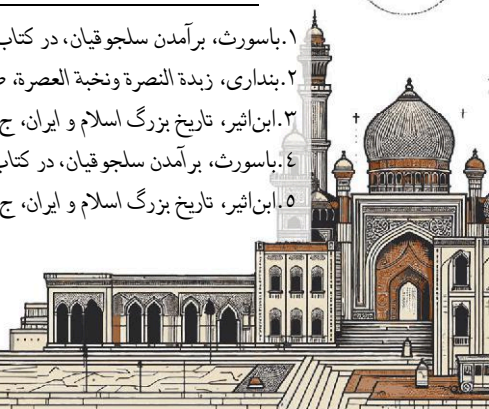 ۱.باسورث، برآمدن سلجوقیان، در کتاب
۲.بنداری، زبدة النصرة ونخبة العصرة، ص
۳.ابن‌اثیر، تاریخ بزرگ اسلام و ایران، ج
٤.باسورث، برآمدن سلجوقیان، در کتاب
٥.ابن‌اثیر، تاریخ بزرگ اسلام و ایران، ج